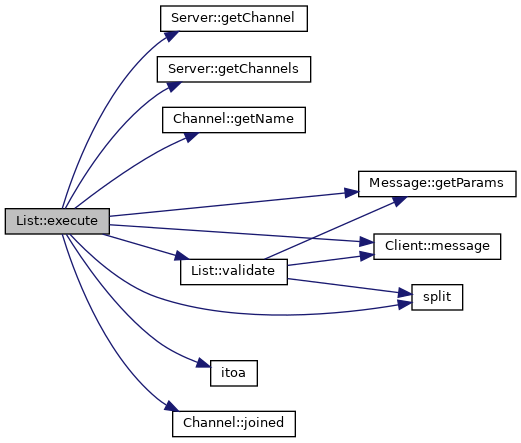 Server::getChannel
Server::getChannels
Channel::getName
Message::getParams
List::execute
Client::message
List::validate
split
itoa
Channel::joined